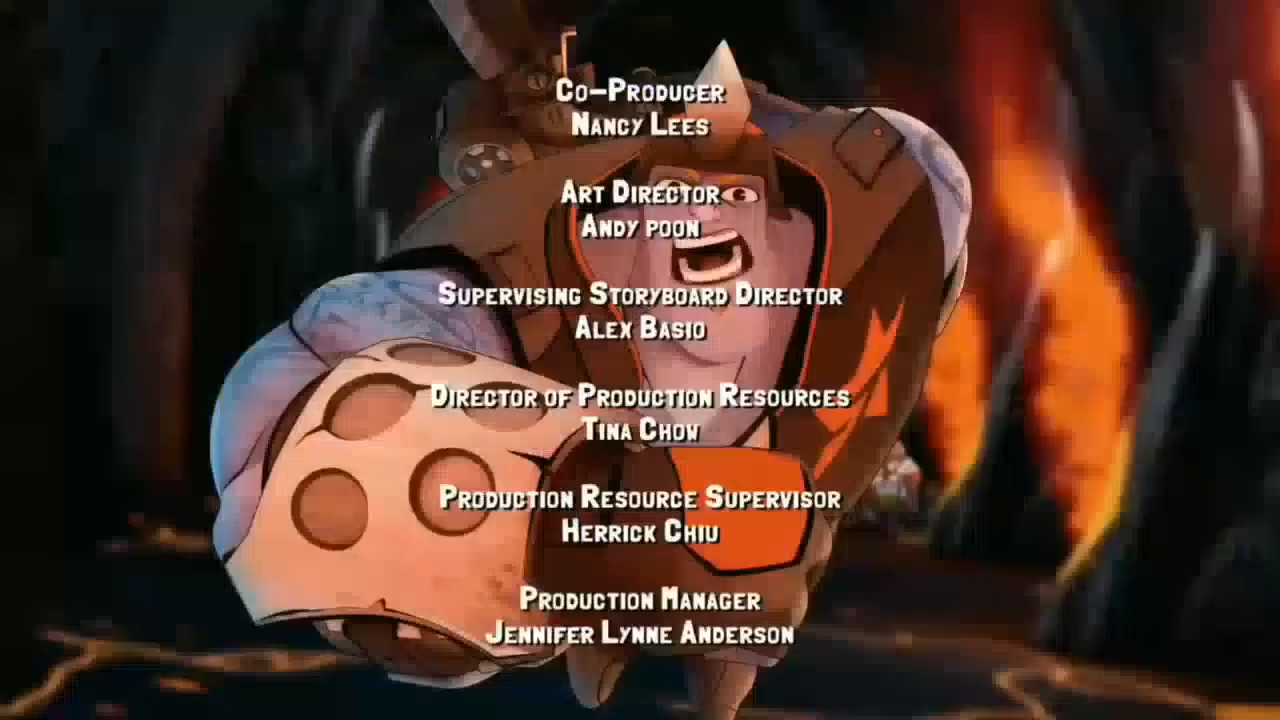 Co-Producer
Nancy Lees
Art Director
Andy poon
Supervising Storyboard Director
Alex Basio
Director of Production Resources
Tina Chow
Production Resource Supervisor
Herrick Chiu
Production Manager
Jennifer Lynne Anderson